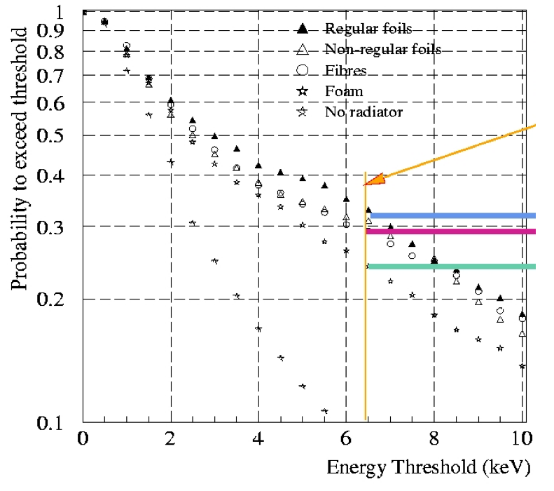 Probability to exceed threshold
1
0.9
0.8
0.7
0.6
0.5
0.4
0.3
0.2
0.1
Regular foils
Non-regular foils
Fibres
Foam
No radiator
0 2 4 6 8 10
Energy Threshold (keV)